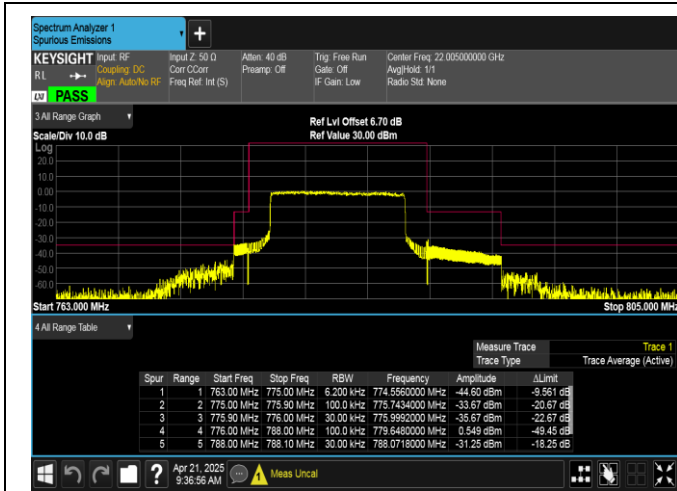 Spectrum Analyzer 1
Spurious Emissions
+
KEYSIGHT
RL
LXI PASS
Input: RF
Coupling: DC
Align: Auto/No RF
Input Z: 50 Ω
Corr CCorr
Freq Ref: Int (S)
Atten: 40 dB
Preamp: Off
Trig: Free Run
Gate: Off
IF Gain: Low
Center Freq: 22.005000000 GHz
Avg|Hold: 1/1
Radio Std: None
3 All Range Graph
Scale/Div 10.0 dB
Ref Lvl Offset 6.70 dB
Ref Value 30.00 dBm
Log
20.0
10.0
0.00
-10.0
-20.0
-30.0
-40.0
-50.0
-60.0
Start 763.000 MHz
Stop 805.000 MHz
4 All Range Table
Measure Trace Trace 1
Trace Type Trace Average (Active)
Spur Range Start Freq Stop Freq RBW Frequency Amplitude ΔLimit
1 1 763.00 MHz 775.00 MHz 6.200 kHz 774.5560000 MHz -44.60 dBm -9.561 dB
2 2 775.00 MHz 775.90 MHz 100.0 kHz 775.7434000 MHz -33.67 dBm -20.67 dB
3 3 775.90 MHz 776.00 MHz 30.00 kHz 775.9992000 MHz -35.67 dBm -22.67 dB
4 4 776.00 MHz 788.00 MHz 100.0 kHz 779.6480000 MHz 0.549 dBm -49.45 dB
5 5 788.00 MHz 788.10 MHz 30.00 kHz 788.0718000 MHz -31.25 dBm -18.25 dB
?
Apr 21, 2025
9:36:56 AM
Meas Uncal